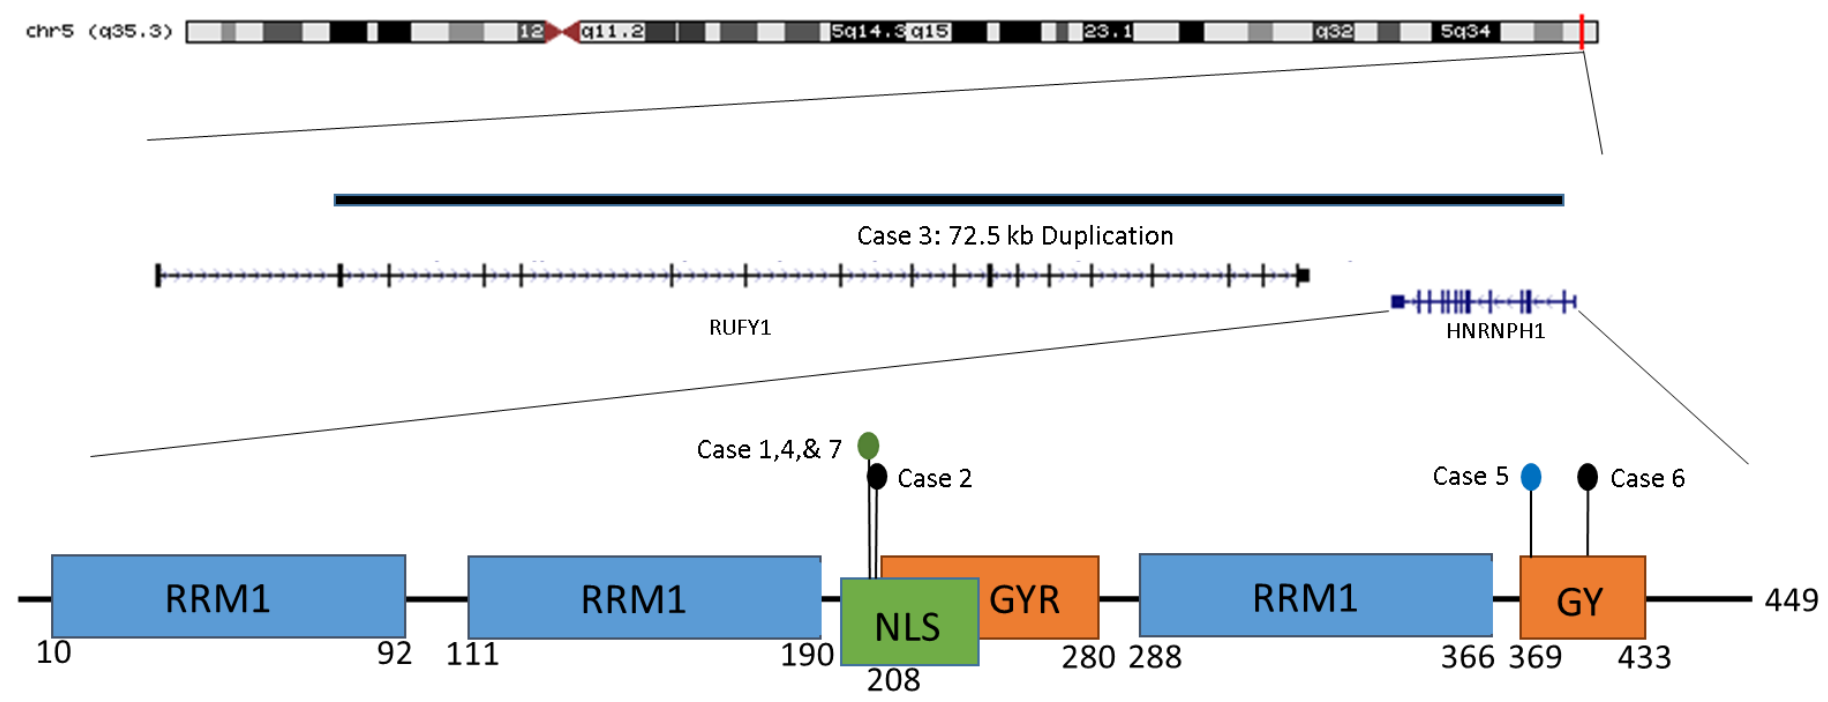 chr5 (q35.3) 12 q11.2 5q14.3 q15 23.1 q32 5q34
Case 3: 72.5 kb Duplication
RUFY1
HNRNPH1
Case 1,4,& 7
Case 2
Case 5
Case 6
RRM1 RRM1 NLS GYR RRM1 GY 449
10 92 111 190 208 280 288 366 369 433